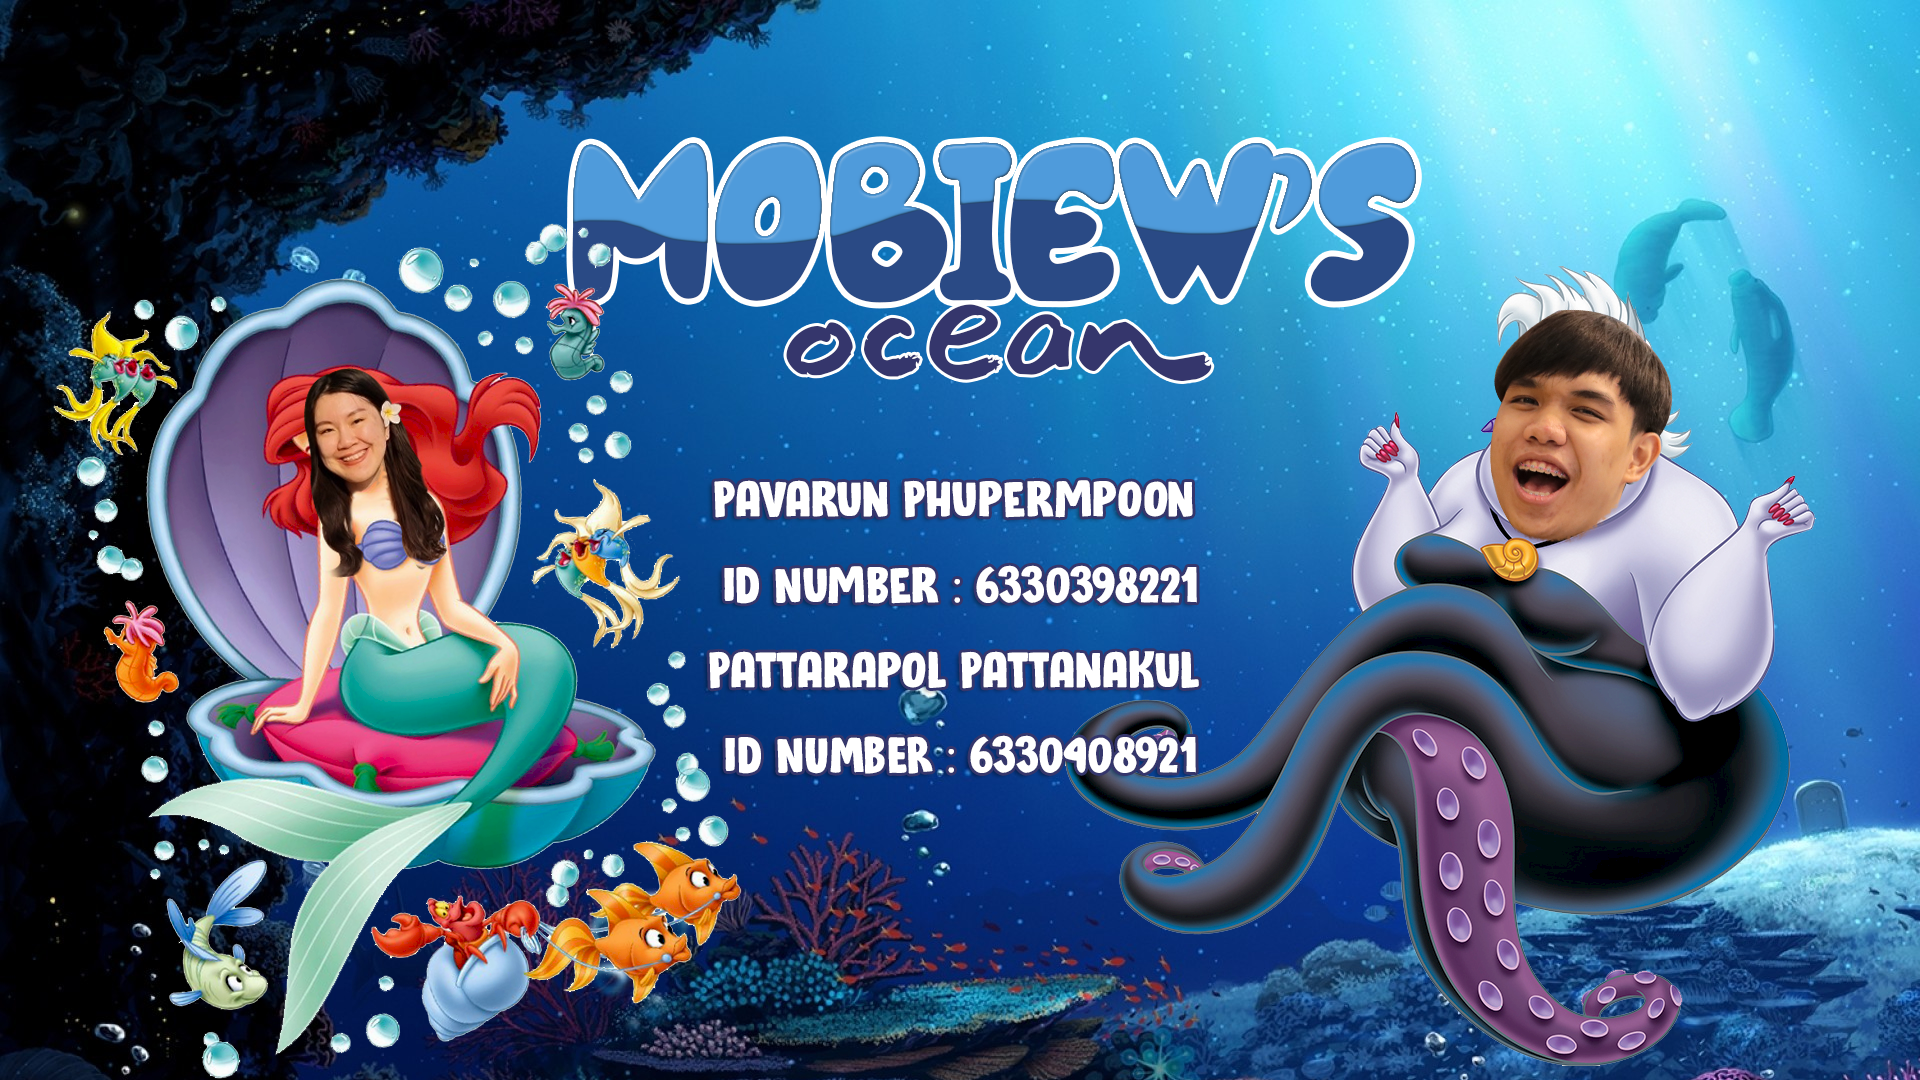 MOBIEW'S
ocean
PAVARUN PHUPERMPOON
ID NUMBER : 6330398221
PATTARAPOL PATTANAKUL
ID NUMBER : 6330408921